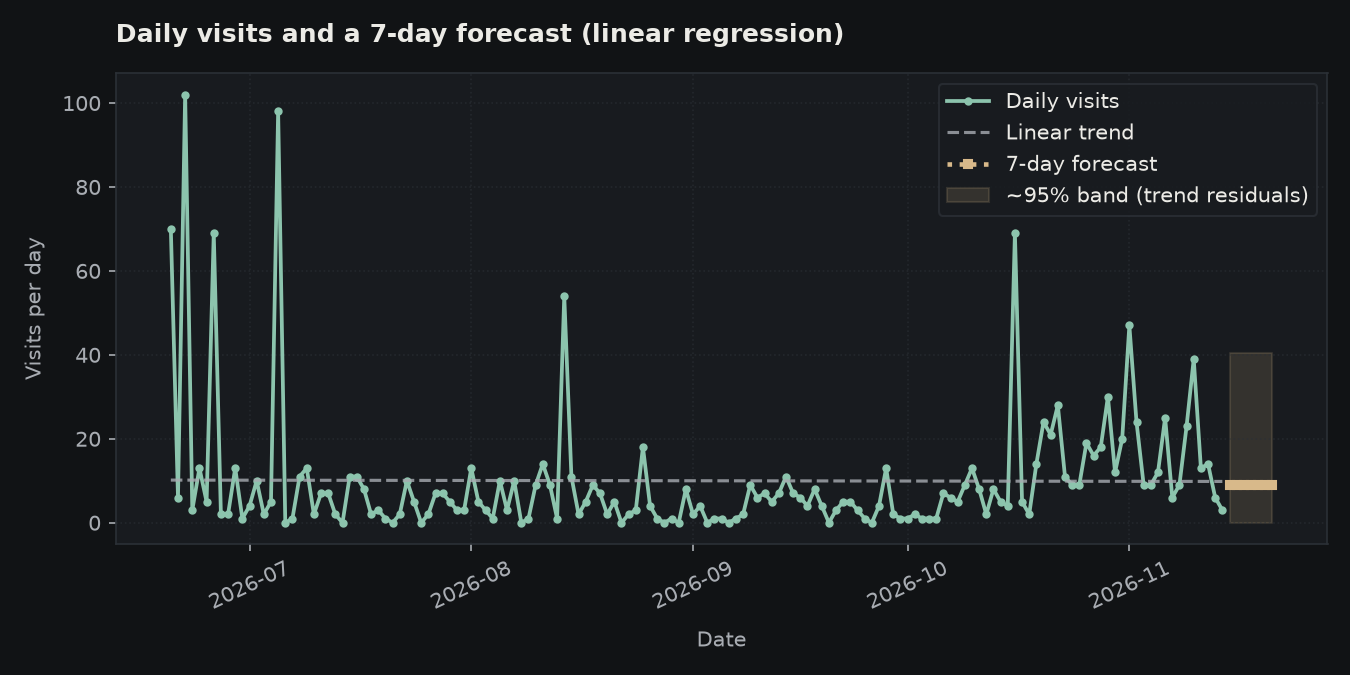 Daily visits and a 7-day forecast (linear regression)
Daily visits
Linear trend
7-day forecast
~95% band (trend residuals)
100
80
60
40
20
0
Visits per day
2026-07
2026-08
2026-09
2026-10
2026-11
Date